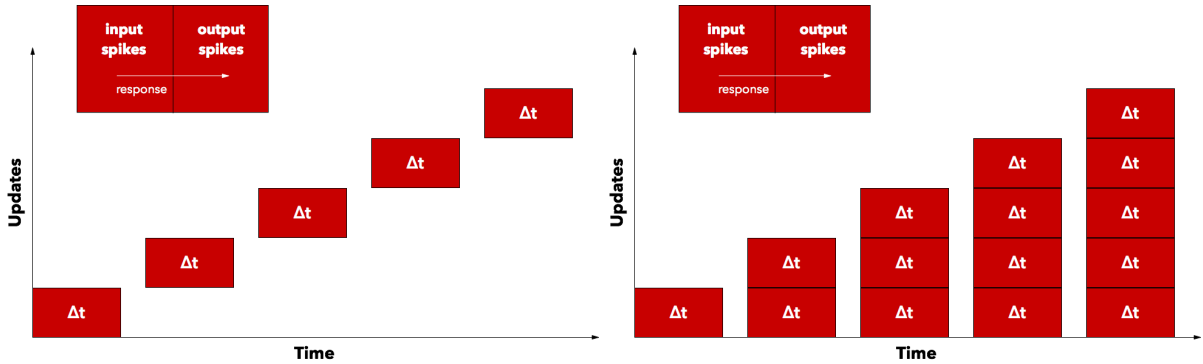 input
spikes
output
spikes
response
Updates
Δt
Δt
Δt
Δt
Δt
Time
input
spikes
output
spikes
response
Updates
Δt
Δt Δt
Δt Δt Δt
Δt Δt Δt Δt
Δt Δt Δt Δt Δt
Time